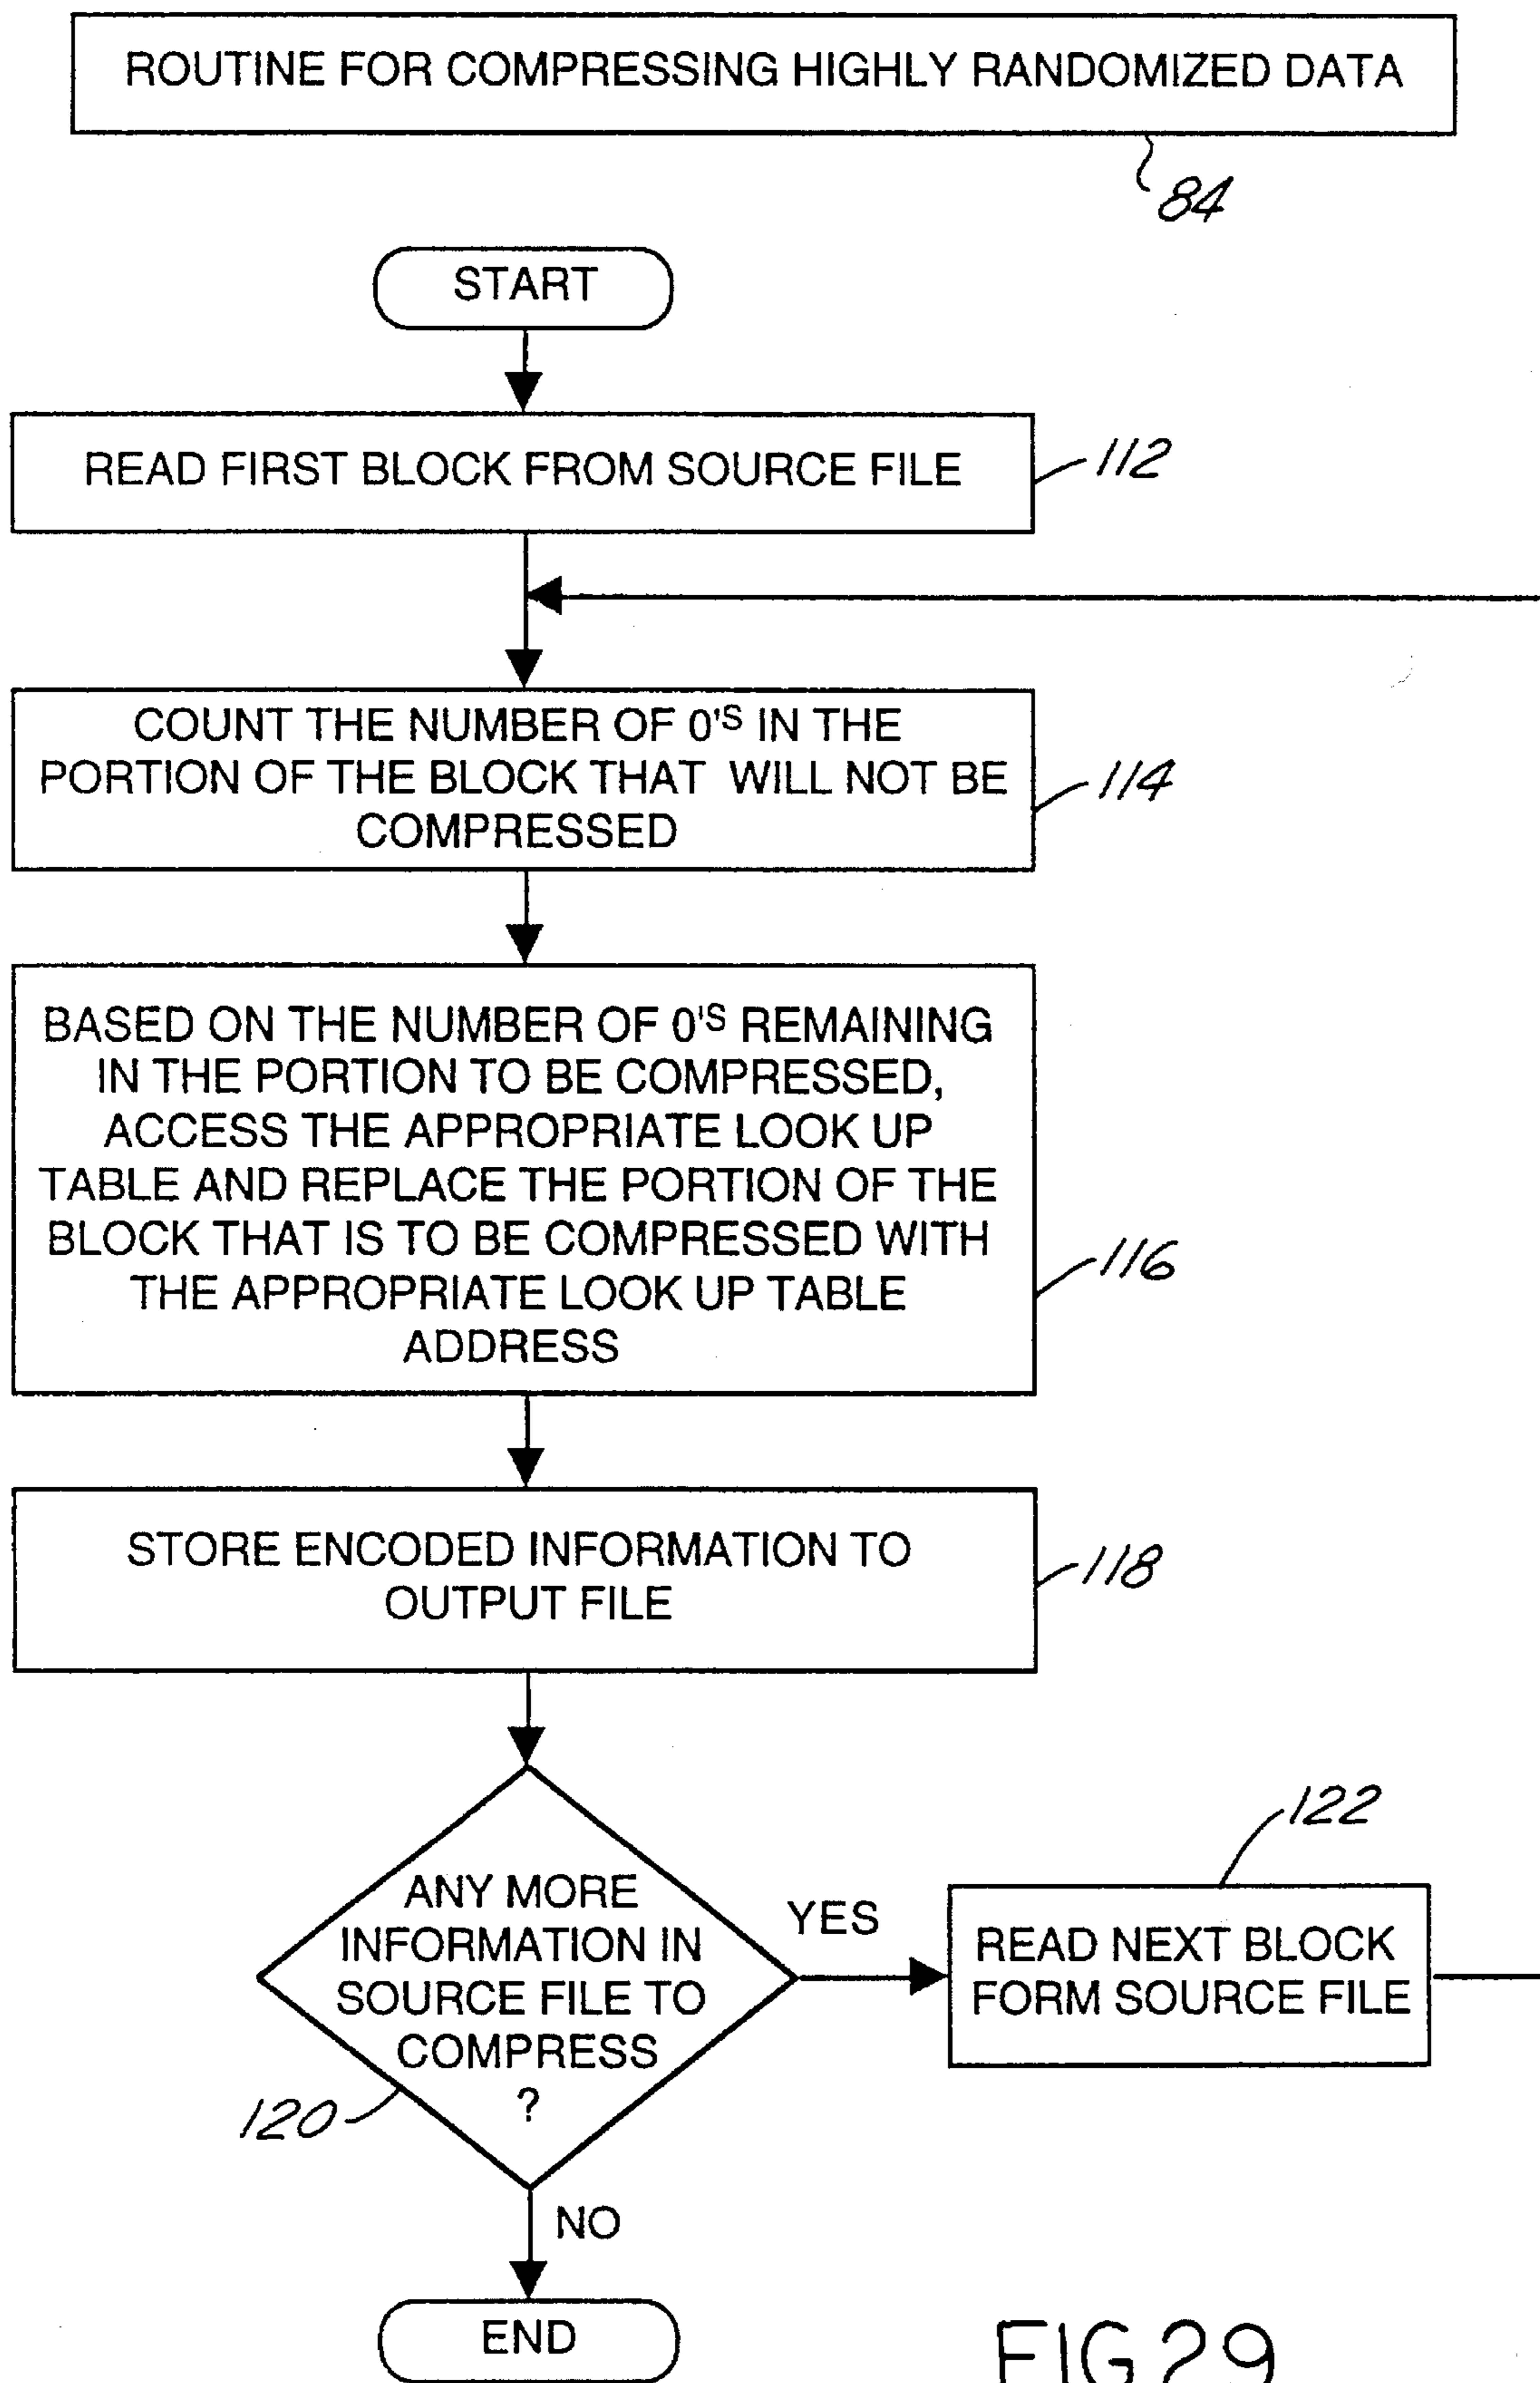 ROUTINE FOR COMPRESSING HIGHLY RANDOMIZED DATA
84
START
READ FIRST BLOCK FROM SOURCE FILE
112
COUNT THE NUMBER OF 0'S IN THE
PORTION OF THE BLOCK THAT WILL NOT BE
COMPRESSED
114
BASED ON THE NUMBER OF 0'S REMAINING
IN THE PORTION TO BE COMPRESSED,
ACCESS THE APPROPRIATE LOOK UP
TABLE AND REPLACE THE PORTION OF THE
BLOCK THAT IS TO BE COMPRESSED WITH
THE APPROPRIATE LOOK UP TABLE
ADDRESS
116
STORE ENCODED INFORMATION TO
OUTPUT FILE
118
ANY MORE
INFORMATION IN
SOURCE FILE TO
COMPRESS
?
120
YES
122
READ NEXT BLOCK
FORM SOURCE FILE
NO
END
FIG 29